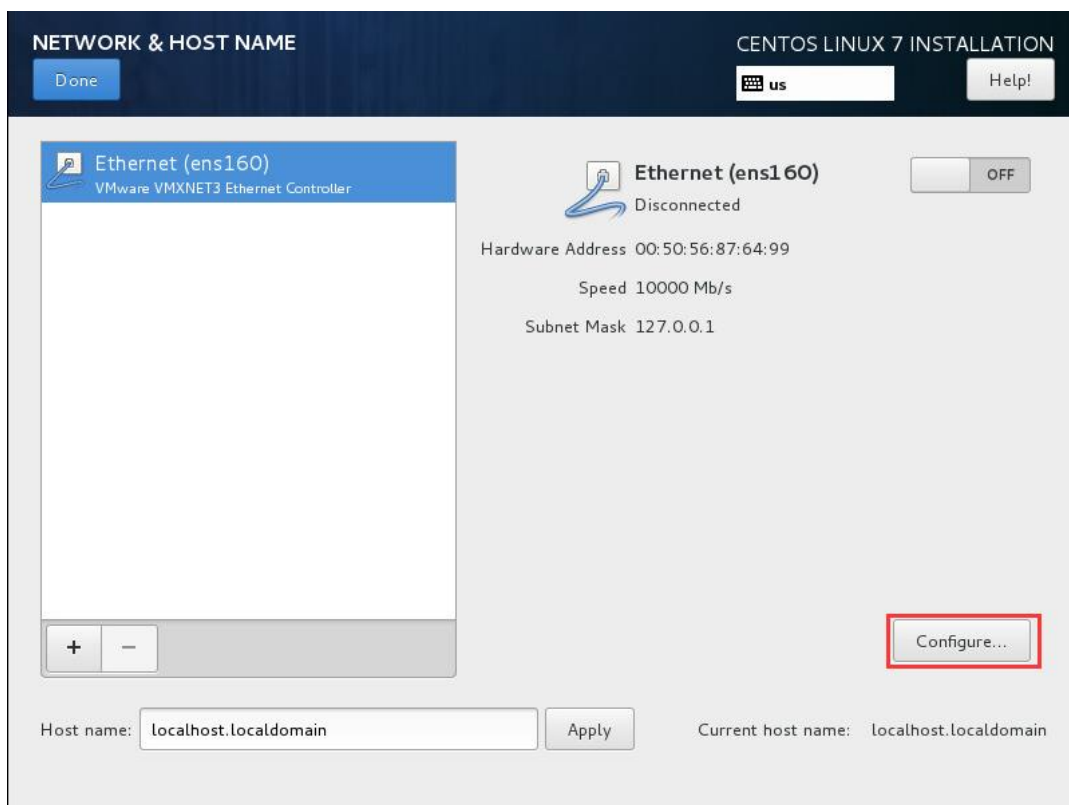 NETWORK & HOST NAME
CENTOS LINUX 7 INSTALLATION
Done
us
Help!
Ethernet (ens160)
VMware VMXNET3 Ethernet Controller
Ethernet (ens160)
Disconnected
OFF
Hardware Address 00:50:56:87:64:99
Speed 10000 Mb/s
Subnet Mask 127.0.0.1
+ −
Configure...
Host name: localhost.localdomain Apply Current host name: localhost.localdomain